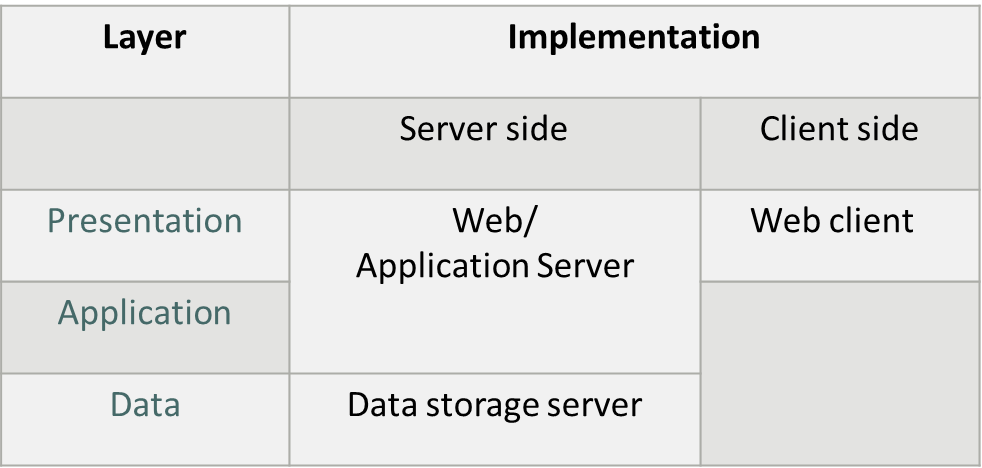 Layer
Implementation
Server side
Client side
Presentation
Web/
Application Server
Web client
Application
Data
Data storage server